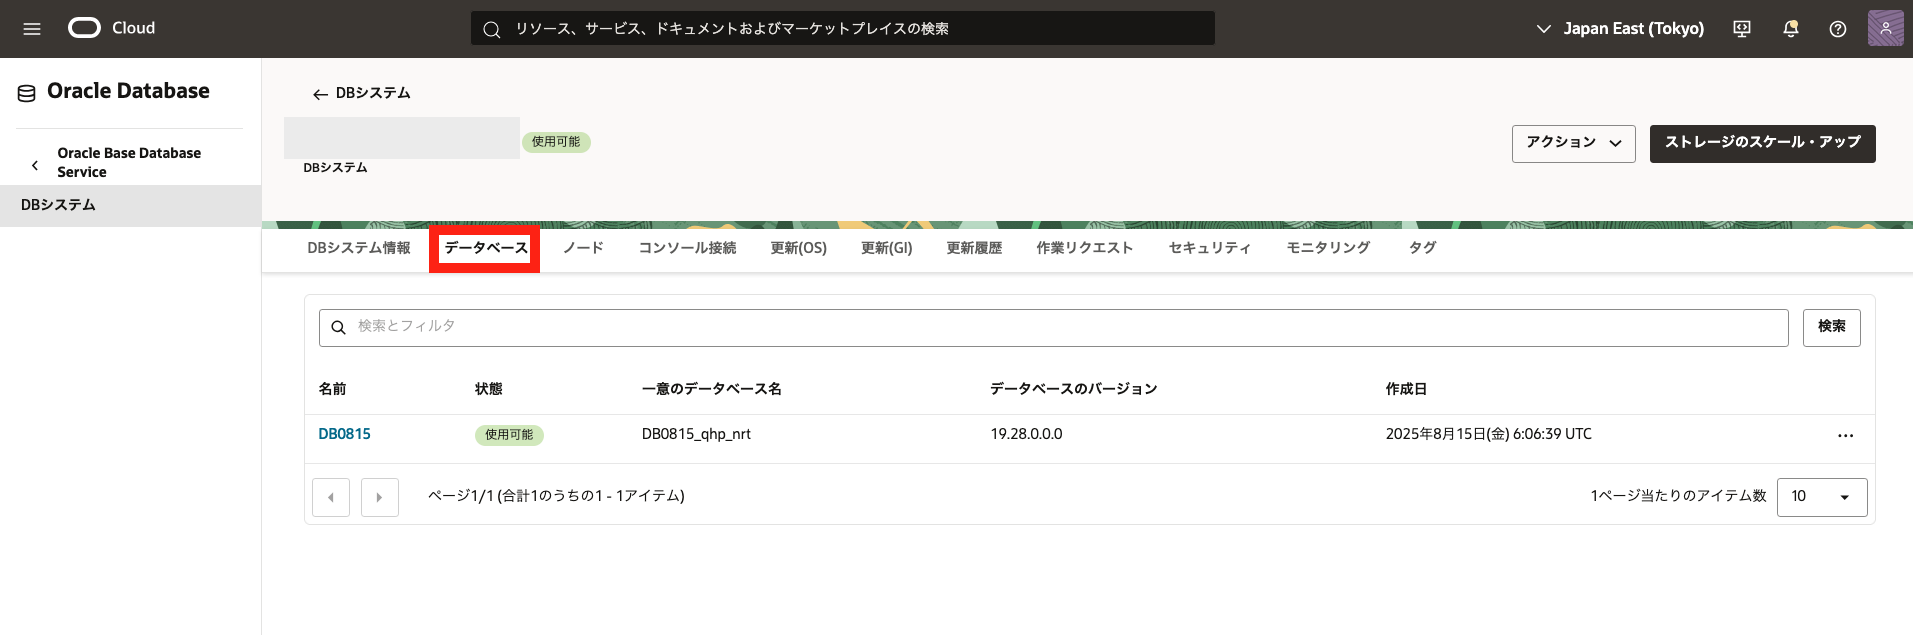 Cloud
リソース、サービス、ドキュメントおよびマーケットプレイスの検索
Japan East (Tokyo)
Oracle Database
Oracle Base Database
Service
DBシステム
DBシステム
使用可能
DBシステム
アクション
ストレージのスケール・アップ
DBシステム情報 データベース ノード コンソール接続 更新(OS) 更新(GI) 更新履歴 作業リクエスト セキュリティ モニタリング タグ
検索とフィルタ
検索
名前 状態 一意のデータベース名 データベースのバージョン 作成日
DB0815 使用可能 DB0815_qhp_nrt 19.28.0.0.0 2025年8月15日(金) 6:06:39 UTC
ページ1/1 (合計1のうちの1 - 1アイテム)
1ページ当たりのアイテム数 10